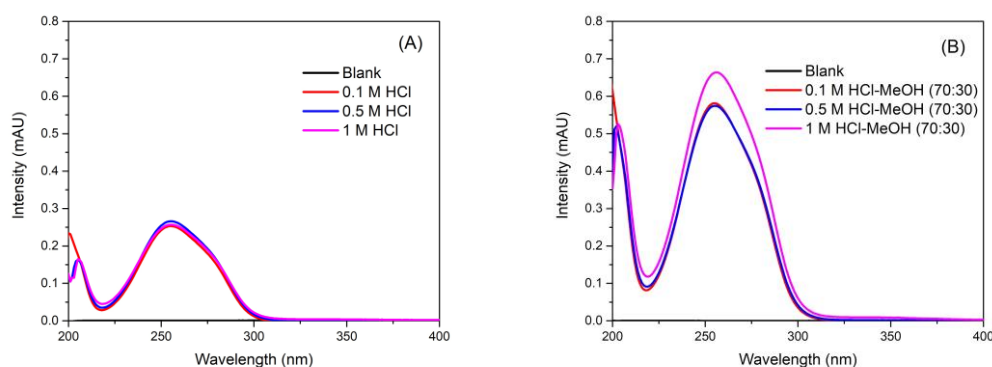 (A)
Blank
0.1 M HCl
0.5 M HCl
1 M HCl
0.8
0.7
0.6
0.5
0.4
0.3
0.2
0.1
0.0
Intensity (mAU)
200 250 300 350 400
Wavelength (nm)
(B)
Blank
0.1 M HCl-MeOH (70:30)
0.5 M HCl-MeOH (70:30)
1 M HCl-MeOH (70:30)
0.8
0.7
0.6
0.5
0.4
0.3
0.2
0.1
0.0
Intensity (mAU)
200 250 300 350 400
Wavelength (nm)